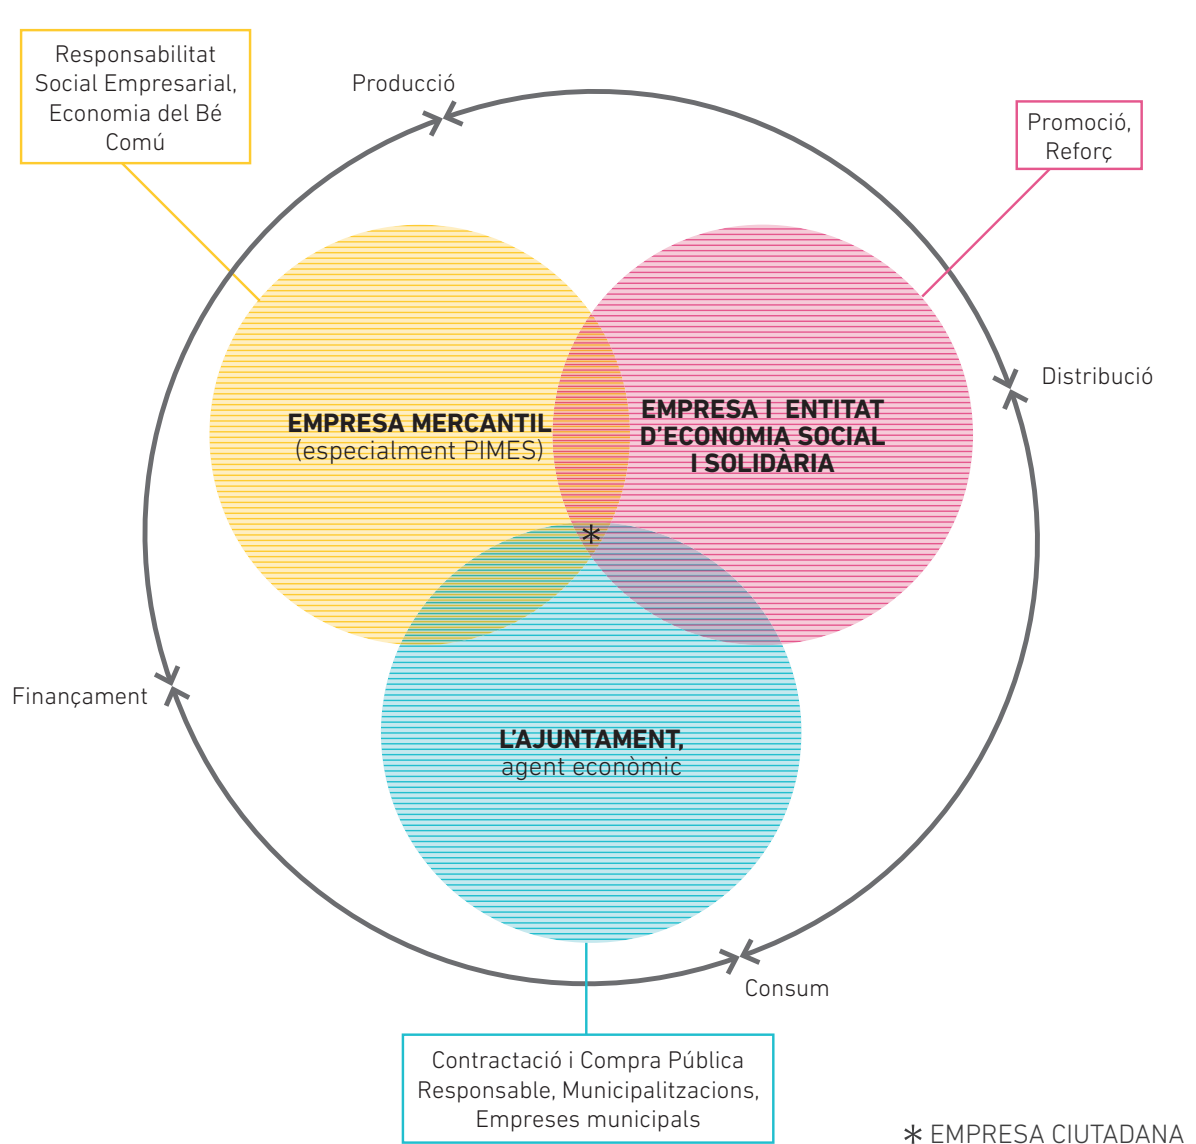 Responsabilitat
Social Empresarial,
Economia del Bé
Comú
Producció
Promoció,
Reforç
Distribució
EMPRESA MERCANTIL
(especialment PIMES)
EMPRESA I ENTITAT
D'ECONOMIA SOCIAL
I SOLIDÀRIA
*
Finançament
L'AJUNTAMENT,
agent econòmic
Consum
Contractació i Compra Pública
Responsable, Municipalitzacions,
Empreses municipals
* EMPRESA CIUTADANA